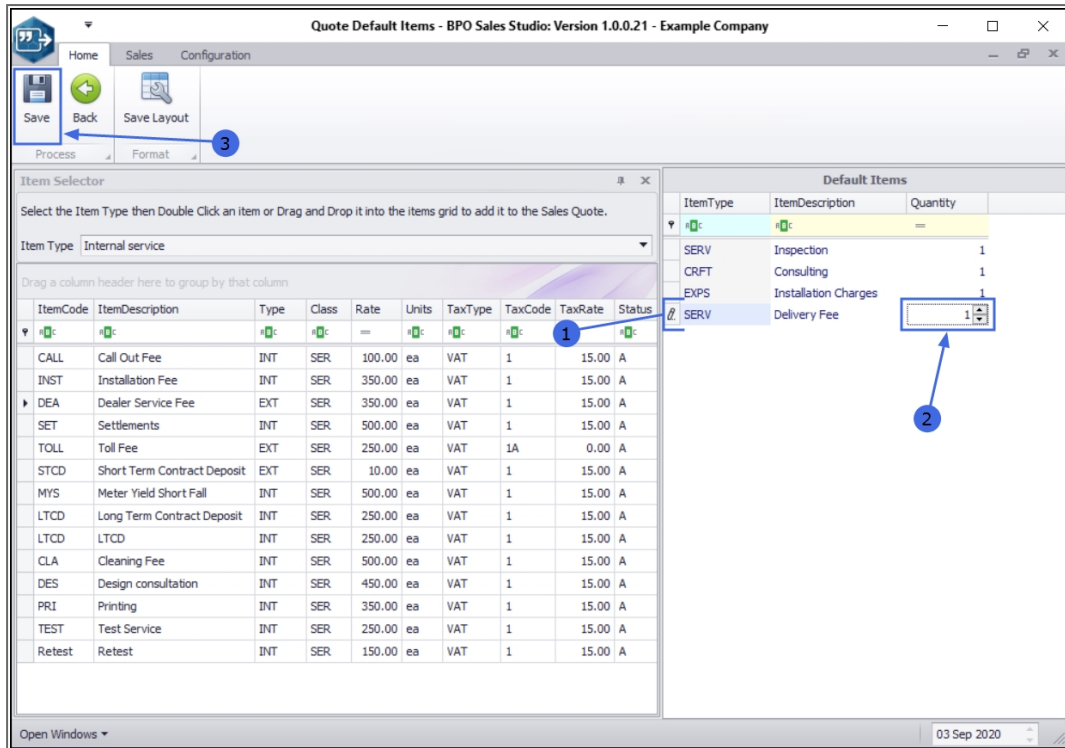 Quote Default Items - BPO Sales Studio: Version 1.0.0.21 - Example Company
Home Sales Configuration
Save Back Save Layout
3
Process Format
Item Selector
Select the Item Type then Double Click an item or Drag and Drop it into the items grid to add it to the Sales Quote.
Item Type Internal service
Drag a column header here to group by that column
ItemCode ItemDescription Type Class Rate Units TaxType TaxCode TaxRate Status
CALL Call Out Fee INT SER 100.00 ea VAT 1 15.00 A
INST Installation Fee INT SER 350.00 ea VAT 1 15.00 A
DEA Dealer Service Fee EXT SER 350.00 ea VAT 1 15.00 A
SET Settlements INT SER 500.00 ea VAT 1 15.00 A
TOLL Toll Fee EXT SER 250.00 ea VAT 1A 0.00 A
STCD Short Term Contract Deposit EXT SER 10.00 ea VAT 1 15.00 A
MYS Meter Yield Short Fall INT SER 500.00 ea VAT 1 15.00 A
LTCD Long Term Contract Deposit INT SER 250.00 ea VAT 1 15.00 A
LTCD LTCD INT SER 250.00 ea VAT 1 15.00 A
CLA Cleaning Fee INT SER 500.00 ea VAT 1 15.00 A
DES Design consultation INT SER 450.00 ea VAT 1 15.00 A
PRI Printing INT SER 350.00 ea VAT 1 15.00 A
TEST Test Service INT SER 250.00 ea VAT 1 15.00 A
Retest Retest INT SER 150.00 ea VAT 1 15.00 A
Default Items
ItemType ItemDescription Quantity
=
SERV Inspection 1
CRFT Consulting 1
EXPS Installation Charges 1
SERV Delivery Fee 1
1
2
Open Windows
03 Sep 2020